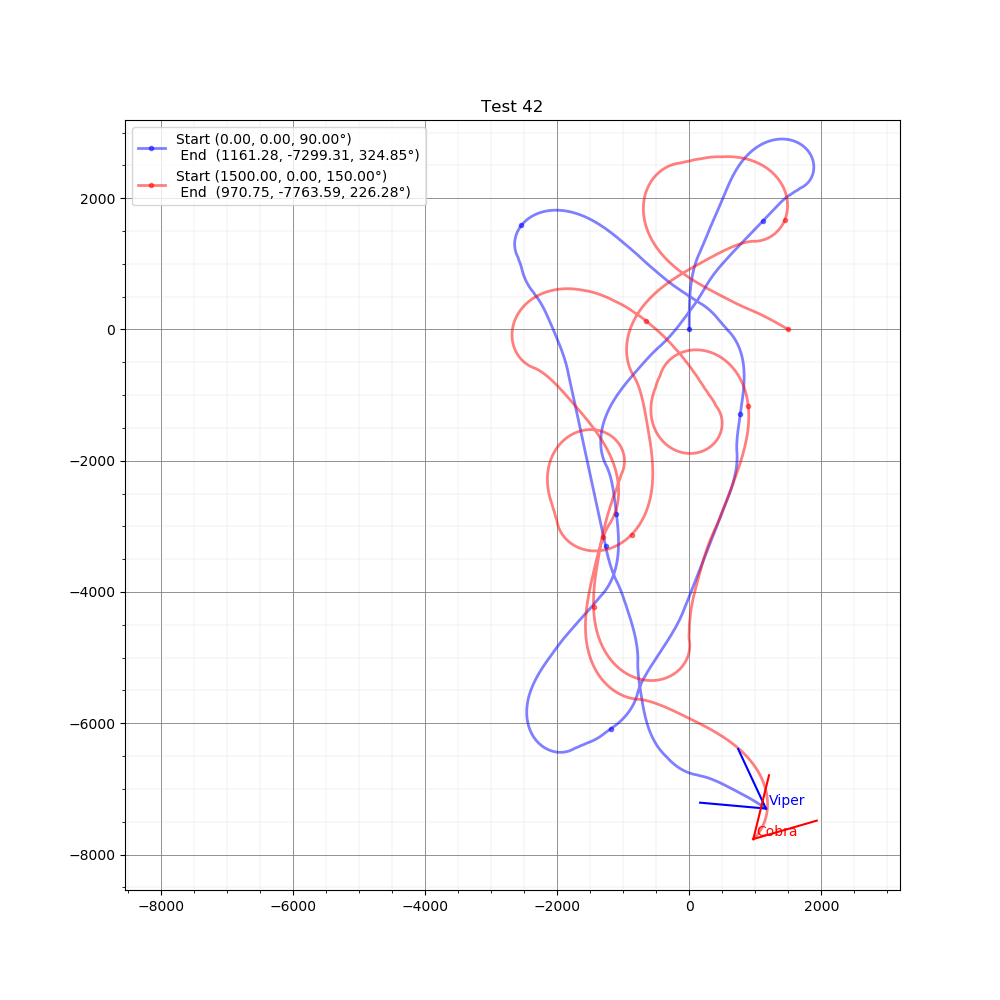 Test 42
Start (0.00, 0.00, 90.00°)
End  (1161.28, -7299.31, 324.85°)
Start (1500.00, 0.00, 150.00°)
End  (970.75, -7763.59, 226.28°)
2000
0
−2000
−4000
−6000
−8000
Viper
Cobra
−8000 −6000 −4000 −2000 0 2000